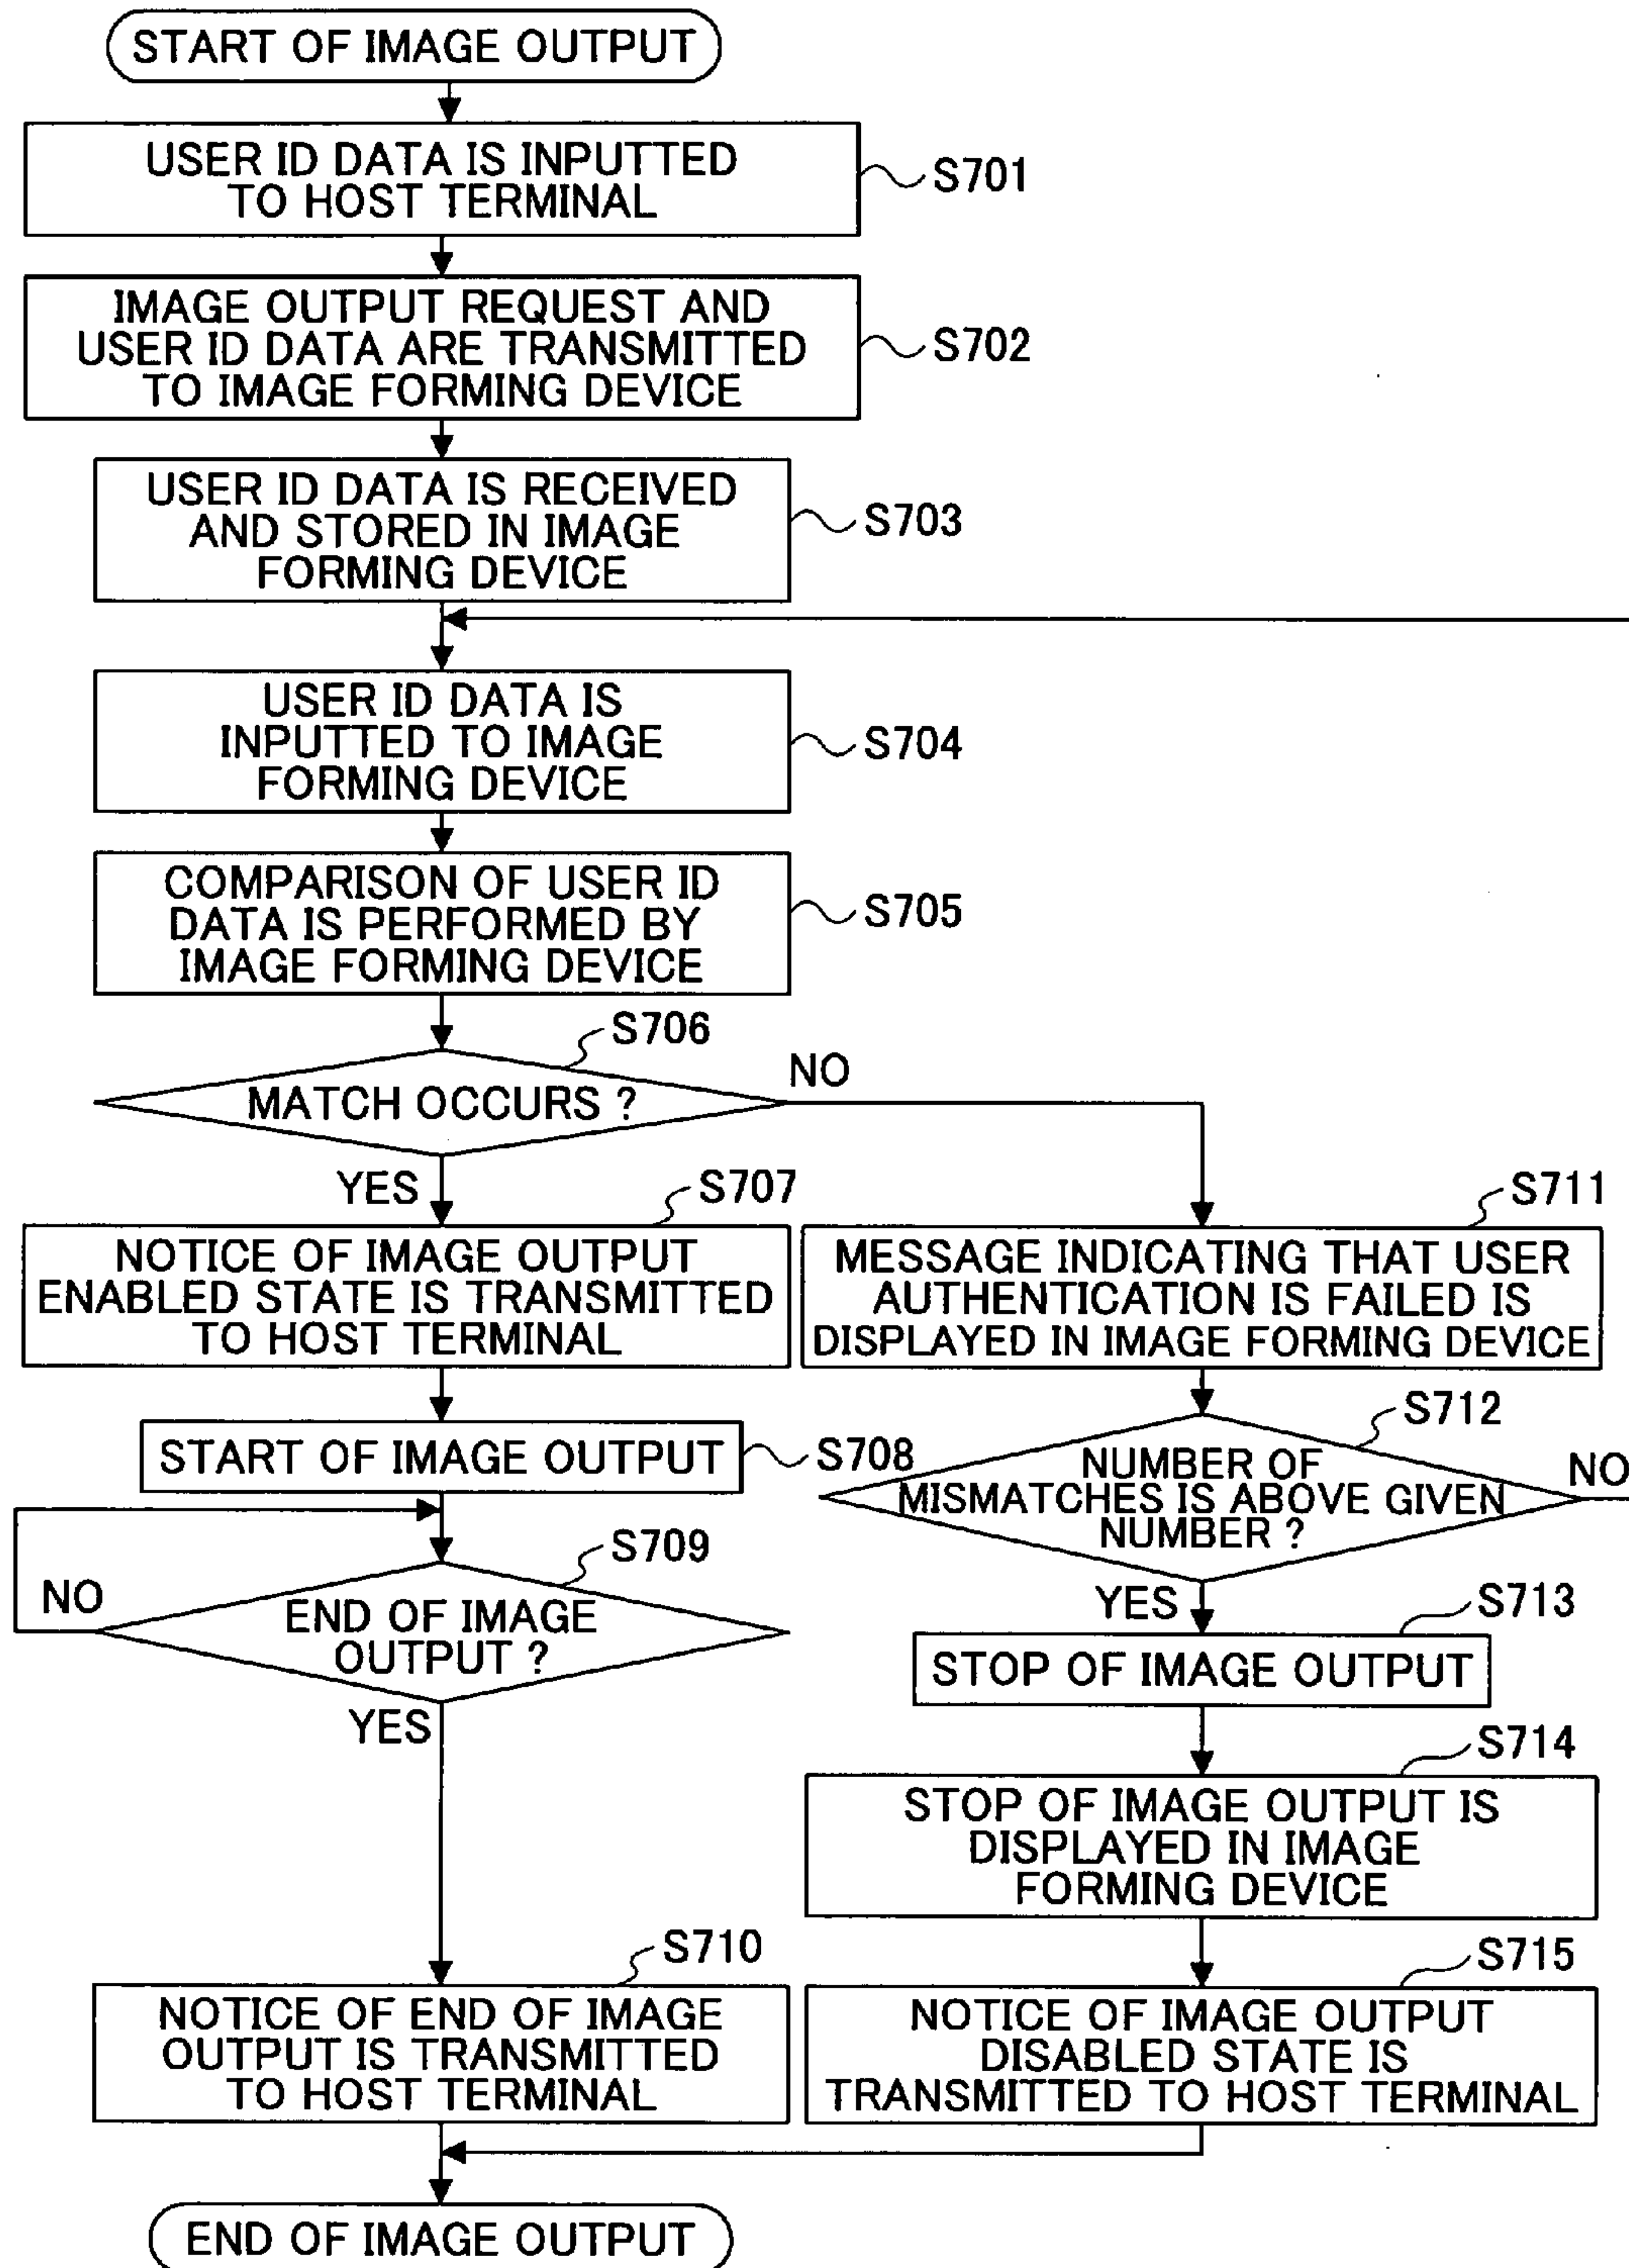 START OF IMAGE OUTPUT
USER ID DATA IS INPUTTED
TO HOST TERMINAL
S701
IMAGE OUTPUT REQUEST AND
USER ID DATA ARE TRANSMITTED
TO IMAGE FORMING DEVICE
S702
USER ID DATA IS RECEIVED
AND STORED IN IMAGE
FORMING DEVICE
S703
USER ID DATA IS
INPUTTED TO IMAGE
FORMING DEVICE
S704
COMPARISON OF USER ID
DATA IS PERFORMED BY
IMAGE FORMING DEVICE
S705
S706
MATCH OCCURS ?
NO
YES
S707
NOTICE OF IMAGE OUTPUT
ENABLED STATE IS TRANSMITTED
TO HOST TERMINAL
START OF IMAGE OUTPUT
S708
S709
END OF IMAGE
OUTPUT ?
NO
YES
S710
NOTICE OF END OF IMAGE
OUTPUT IS TRANSMITTED
TO HOST TERMINAL
S711
MESSAGE INDICATING THAT USER
AUTHENTICATION IS FAILED IS
DISPLAYED IN IMAGE FORMING DEVICE
S712
NUMBER OF
MISMATCHES IS ABOVE GIVEN
NUMBER ?
NO
YES
S713
STOP OF IMAGE OUTPUT
S714
STOP OF IMAGE OUTPUT IS
DISPLAYED IN IMAGE
FORMING DEVICE
S715
NOTICE OF IMAGE OUTPUT
DISABLED STATE IS
TRANSMITTED TO HOST TERMINAL
END OF IMAGE OUTPUT